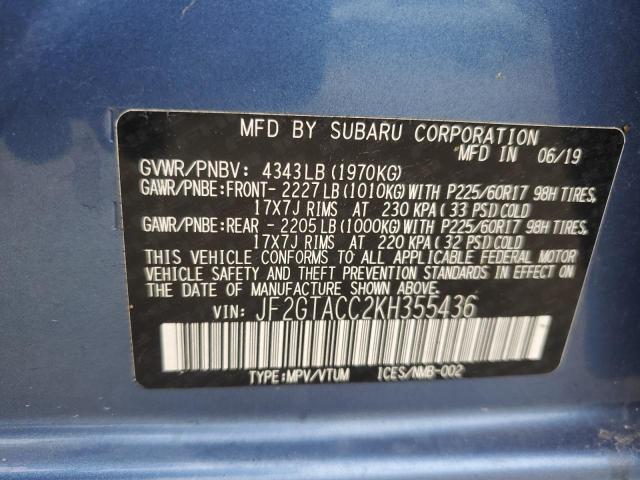 MFD BY SUBARU CORPORATION
MFD IN 06/19
GVWR/PNBV: 4343LB (1970KG)
GAWR/PNBE:FRONT- 2227LB(1010KG)WITH P225/60R17 98H TIRES,
17X7J RIMS AT 230 KPA(33 PSI)COLD
GAWR/PNBE:REAR - 2205LB(1000KG)WITH P225/60R17 98H TIRES,
17X7J RIMS AT 220 KPA(32 PSI)COLD
THIS VEHICLE CONFORMS TO ALL APPLICABLE FEDERAL MOTOR
VEHICLE SAFETY AND THEFT PREVENTION STANDARDS IN EFFECT ON
THE DATE OF MANUFACTURE SHOWN ABOVE.
VIN: JF2GTACC2KH355436
TYPE:MPV/VTUM ICES/NMB-002